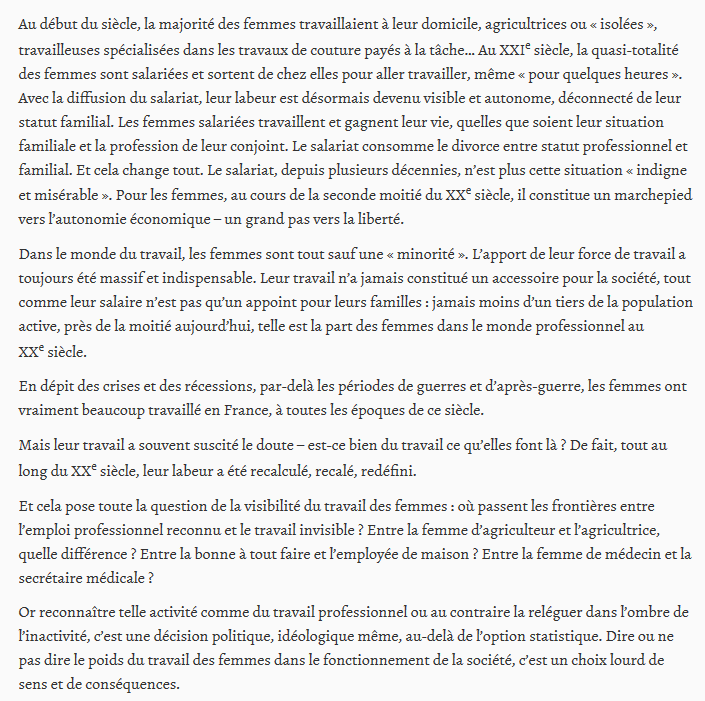 Au début du siècle, la majorité des femmes travaillaient à leur domicile, agricultrices ou « isolées »,
travailleuses spécialisées dans les travaux de couture payés à la tâche... Au XXIe siècle, la quasi-totalité
des femmes sont salariées et sortent de chez elles pour aller travailler, même « pour quelques heures ».
Avec la diffusion du salariat, leur labeur est désormais devenu visible et autonome, déconnecté de leur
statut familial. Les femmes salariées travaillent et gagnent leur vie, quelles que soient leur situation
familiale et la profession de leur conjoint. Le salariat consomme le divorce entre statut professionnel et
familial. Et cela change tout. Le salariat, depuis plusieurs décennies, n'est plus cette situation « indigne
et misérable ». Pour les femmes, au cours de la seconde moitié du XXe siècle, il constitue un marchepied
vers l'autonomie économique – un grand pas vers la liberté.
Dans le monde du travail, les femmes sont tout sauf une « minorité ». L'apport de leur force de travail a
toujours été massif et indispensable. Leur travail n'a jamais constitué un accessoire pour la société, tout
comme leur salaire n'est pas qu'un appoint pour leurs familles : jamais moins d'un tiers de la population
active, près de la moitié aujourd'hui, telle est la part des femmes dans le monde professionnel au
XXe siècle.
En dépit des crises et des récessions, par-delà les périodes de guerres et d'après-guerre, les femmes ont
vraiment beaucoup travaillé en France, à toutes les époques de ce siècle.
Mais leur travail a souvent suscité le doute – est-ce bien du travail ce qu'elles font là ? De fait, tout au
long du XXe siècle, leur labeur a été recalculé, recalé, redéfini.
Et cela pose toute la question de la visibilité du travail des femmes : où passent les frontières entre
l'emploi professionnel reconnu et le travail invisible ? Entre la femme d'agriculteur et l'agricultrice,
quelle différence ? Entre la bonne à tout faire et l'employée de maison ? Entre la femme de médecin et la
secrétaire médicale ?
Or reconnaître telle activité comme du travail professionnel ou au contraire la reléguer dans l'ombre de
l'inactivité, c'est une décision politique, idéologique même, au-delà de l'option statistique. Dire ou ne
pas dire le poids du travail des femmes dans le fonctionnement de la société, c'est un choix lourd de
sens et de conséquences.